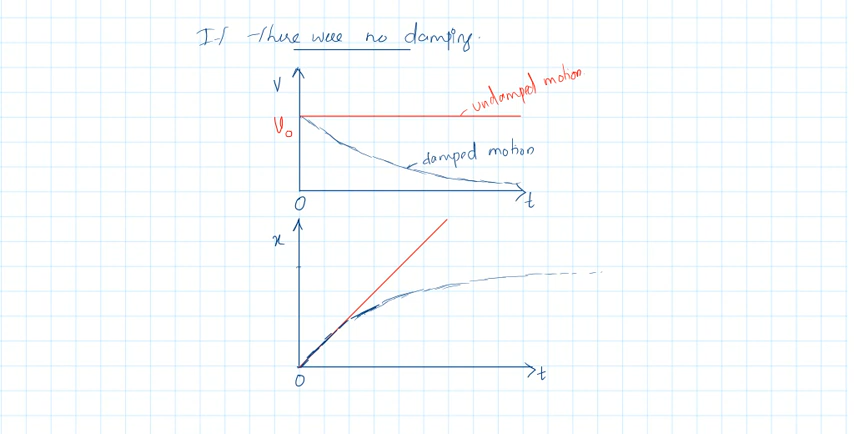 If there were no damping.
V
undamped motion
V₀
damped motion
0
t
x
0
t